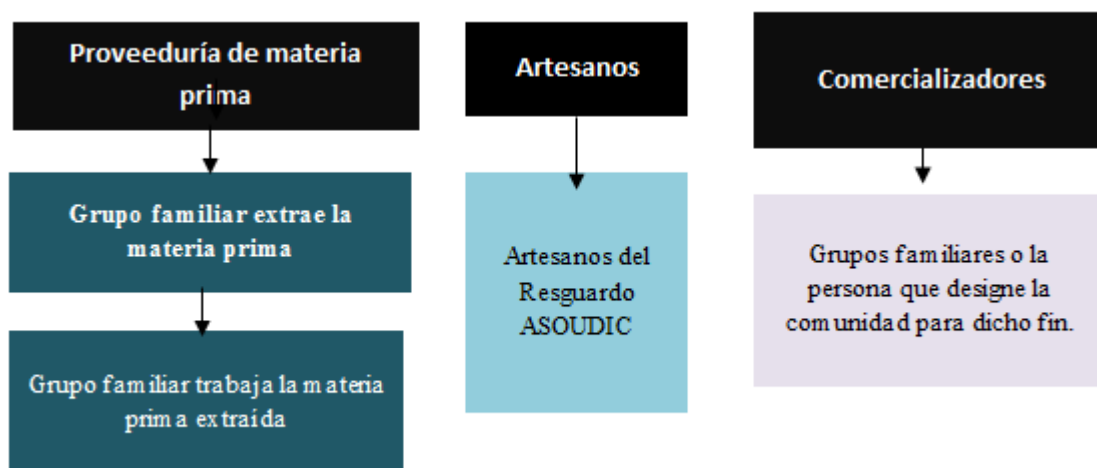 Proveeduría de materia
prima
Grupo familiar extrae la
materia prima
Grupo familiar trabaja la materia
prima extraída
Artesanos
Artesanos del
Resguardo
ASOUDIC
Comercializadores
Grupos familiares o la
persona que designe la
comunidad para dicho fin.